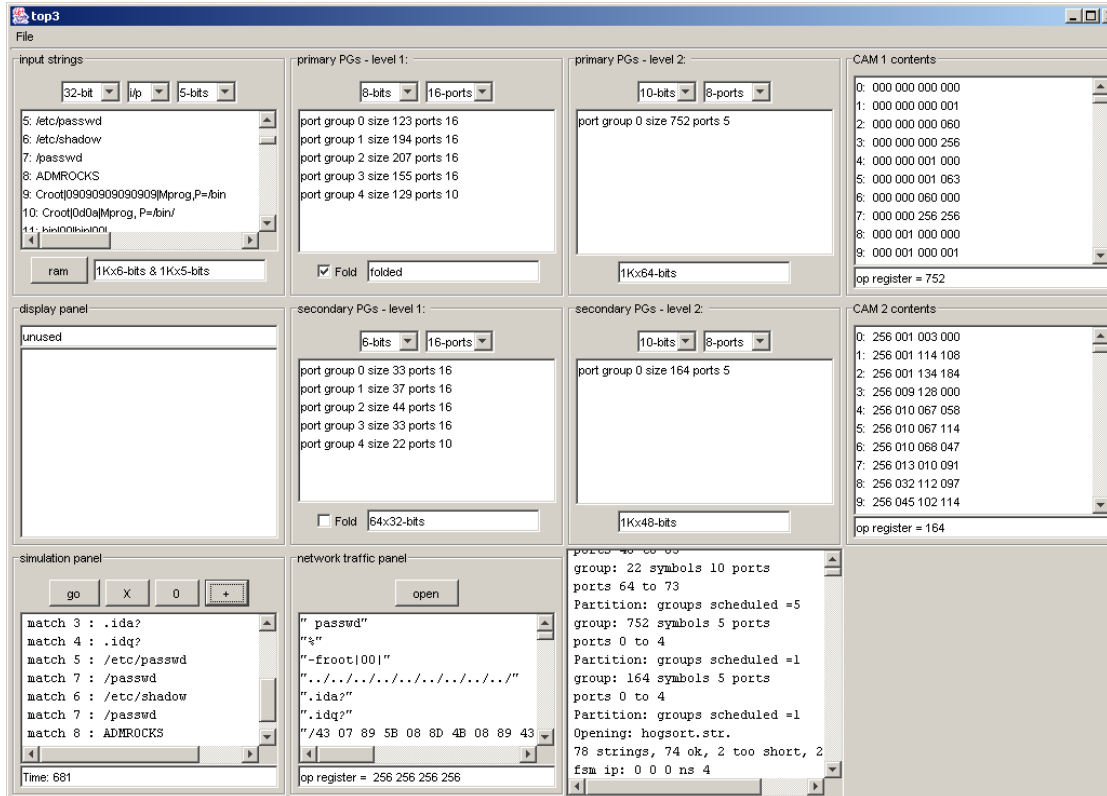 top3
File
input strings
32-bit i/p 5-bits
5: /etc/passwd
6: /etc/shadow
7: /passwd
8: ADMROCKS
9: Croot|09090909090909|Mprog,P=/bin
10: Croot|0d0a|Mprog, P=/bin/
11: bin|00|bin|00|
ram 1Kx6-bits & 1Kx5-bits
primary PGs - level 1:
8-bits 16-ports
port group 0 size 123 ports 16
port group 1 size 194 ports 16
port group 2 size 207 ports 16
port group 3 size 155 ports 16
port group 4 size 129 ports 10
Fold folded
primary PGs - level 2:
10-bits 8-ports
port group 0 size 752 ports 5
1Kx64-bits
CAM 1 contents
0: 000 000 000 000
1: 000 000 000 001
2: 000 000 000 060
3: 000 000 000 256
4: 000 000 001 000
5: 000 000 001 063
6: 000 000 060 000
7: 000 000 256 256
8: 000 001 000 000
9: 000 001 000 001
op register = 752
display panel
unused
secondary PGs - level 1:
6-bits 16-ports
port group 0 size 33 ports 16
port group 1 size 37 ports 16
port group 2 size 44 ports 16
port group 3 size 33 ports 16
port group 4 size 22 ports 10
Fold 64x32-bits
secondary PGs - level 2:
10-bits 8-ports
port group 0 size 164 ports 5
1Kx48-bits
CAM 2 contents
0: 256 001 003 000
1: 256 001 114 108
2: 256 001 134 184
3: 256 009 128 000
4: 256 010 067 058
5: 256 010 067 114
6: 256 010 068 047
7: 256 013 010 091
8: 256 032 112 097
9: 256 045 102 114
op register = 164
simulation panel
go X 0 +
match 3 : .ida?
match 4 : .idq?
match 5 : /etc/passwd
match 7 : /passwd
match 6 : /etc/shadow
match 7 : /passwd
match 8 : ADMROCKS
Time: 681
network traffic panel
open
" passwd"
"%"
"-froot|00|"
"../../../../../../../../../../"
".ida?"
".idq?"
"/43 07 89 5B 08 8D 4B 08 89 43
op register = 256 256 256 256
ports 48 to 63
group: 22 symbols 10 ports
ports 64 to 73
Partition: groups scheduled =5
group: 752 symbols 5 ports
ports 0 to 4
Partition: groups scheduled =1
group: 164 symbols 5 ports
ports 0 to 4
Partition: groups scheduled =1
Opening: hogsort.str.
78 strings, 74 ok, 2 too short, 2
fsm ip: 0 0 0 ns 4